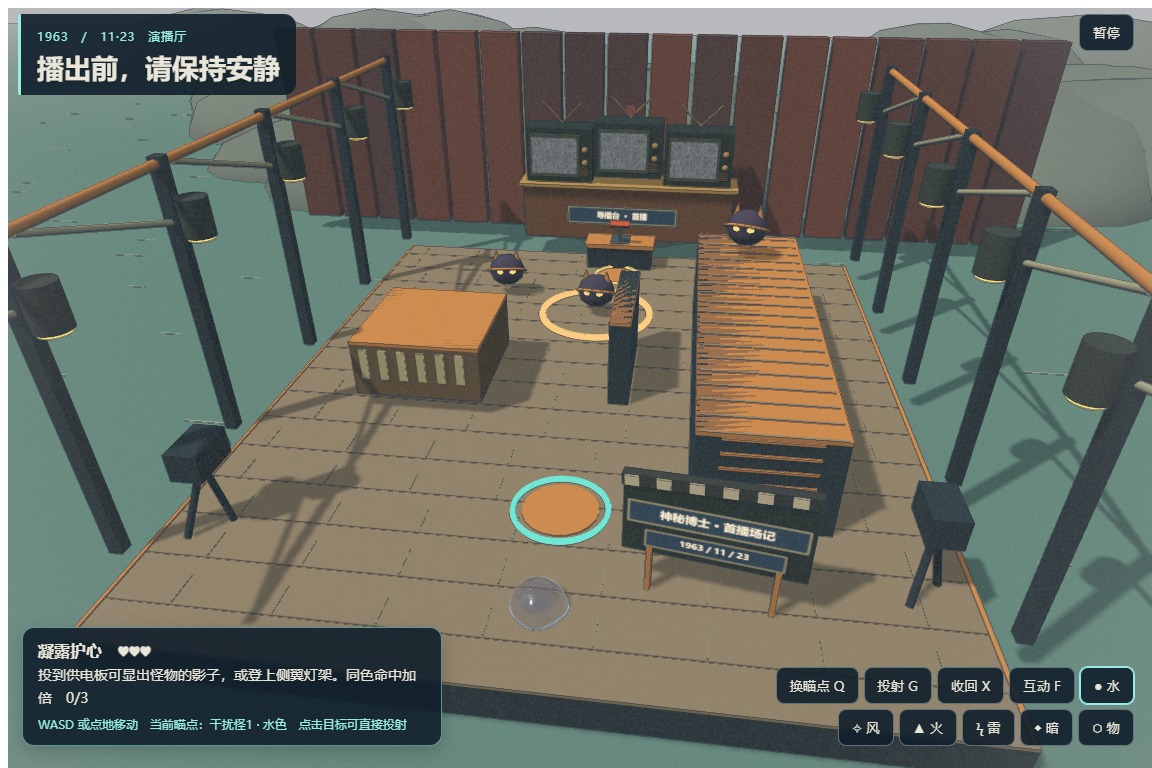 1963 / 11·23 演播厅
播出前，请保持安静
暂停
导播台·首播
神秘博士·首播场记
1963 / 11 / 23
凝露护心 ♥♥♥
投到供电板可显出怪物的影子，或登上侧翼灯架。同色命中加
倍 0/3
WASD 或点地移动 当前瞄点：干扰怪1·水色 点击目标可直接投射
换瞄点 Q
投射 G
收回 X
互动 F
水
风
火
雷
暗
物